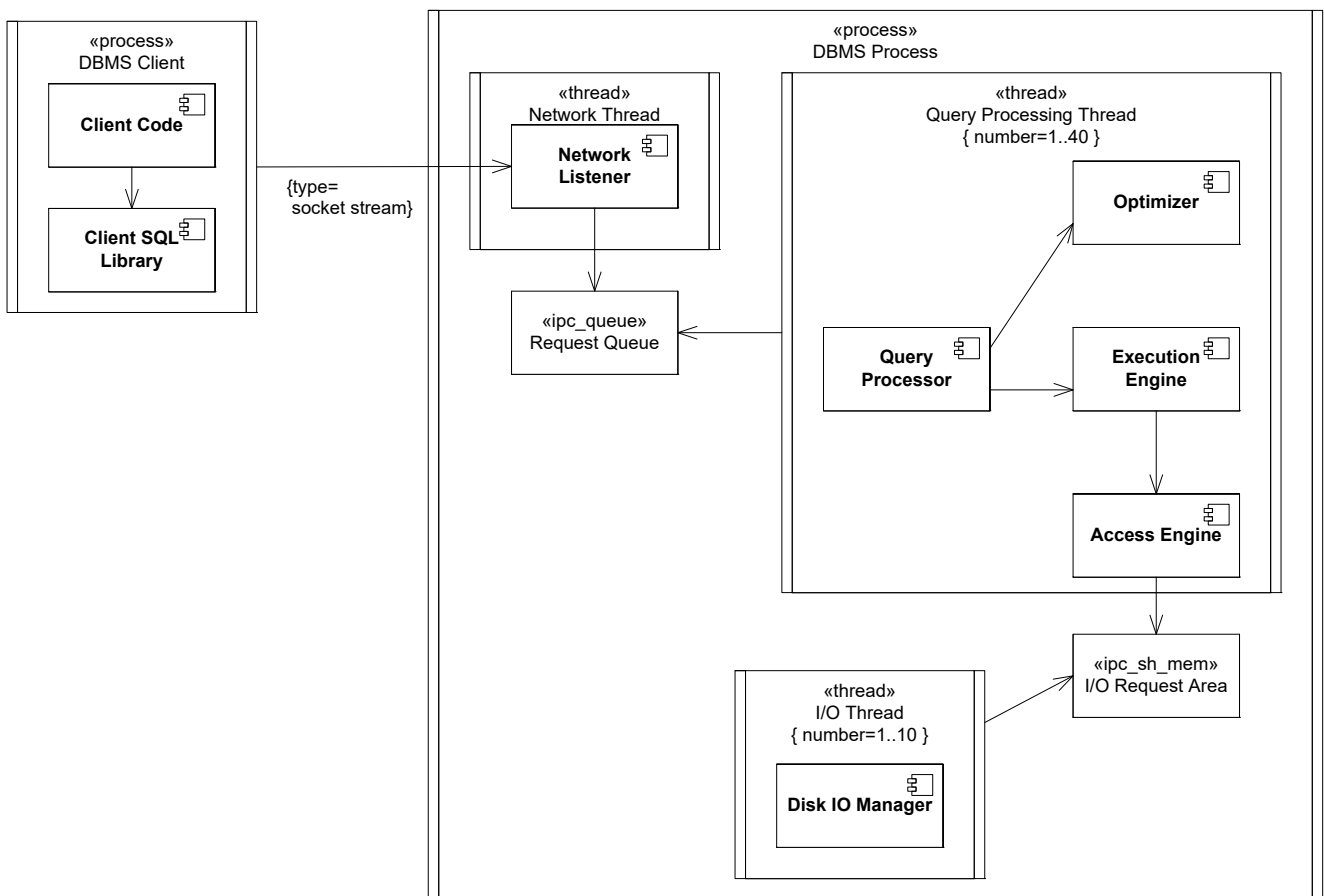 «process»
DBMS Client
Client Code
Client SQL
Library
{type=
socket stream}
«process»
DBMS Process
«thread»
Network Thread
Network
Listener
«ipc_queue»
Request Queue
«thread»
Query Processing Thread
{ number=1..40 }
Optimizer
Query
Processor
Execution
Engine
Access Engine
«ipc_sh_mem»
I/O Request Area
«thread»
I/O Thread
{ number=1..10 }
Disk IO Manager